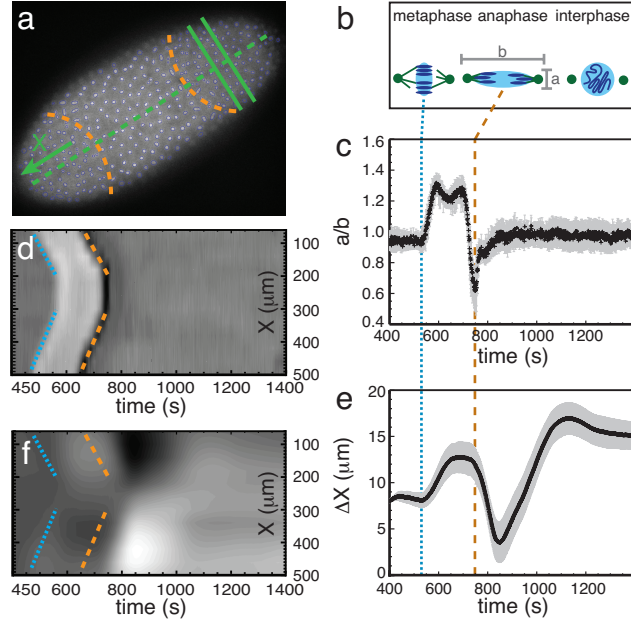 a
X
b
metaphase anaphase interphase
b
a
c
1.6
1.4
1.2
1.0
0.8
0.6
0.4
a/b
400 600 800 1000 1200
time (s)
d
100
200
300
400
500
X (µm)
450 600 800 1000 1200 1400
time (s)
e
20
15
10
5
0
ΔX (µm)
400 600 800 1000 1200
time (s)
f
100
200
300
400
500
X (µm)
450 600 800 1000 1200 1400
time (s)